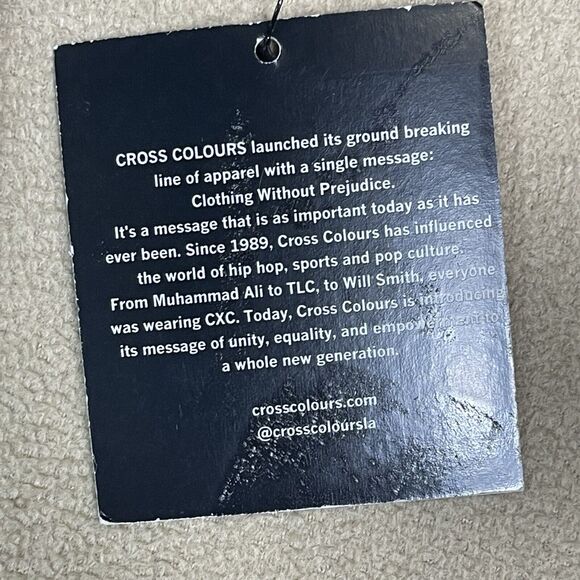 CROSS COLOURS launched its ground breaking
line of apparel with a single message:
Clothing Without Prejudice.
It's a message that is as important today as it has
ever been. Since 1989, Cross Colours has influenced
the world of hip hop, sports and pop culture.
From Muhammad Ali to TLC, to Will Smith, everyone
was wearing CXC. Today, Cross Colours is introducing
its message of unity, equality, and empowerment to
a whole new generation.
crosscolours.com
@crosscoloursla